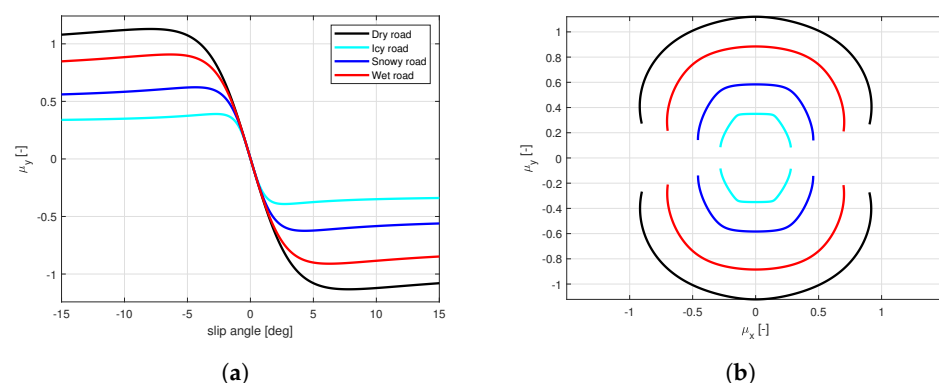 Dry road
Icy road
Snowy road
Wet road
1
0.5
0
-0.5
-1
μy [-]
-15
-10
-5
0
5
10
15
slip angle [deg]
(a)
1
0.8
0.6
0.4
0.2
0
-0.2
-0.4
-0.6
-0.8
-1
μy [-]
-1
-0.5
0
0.5
1
μx [-]
(b)